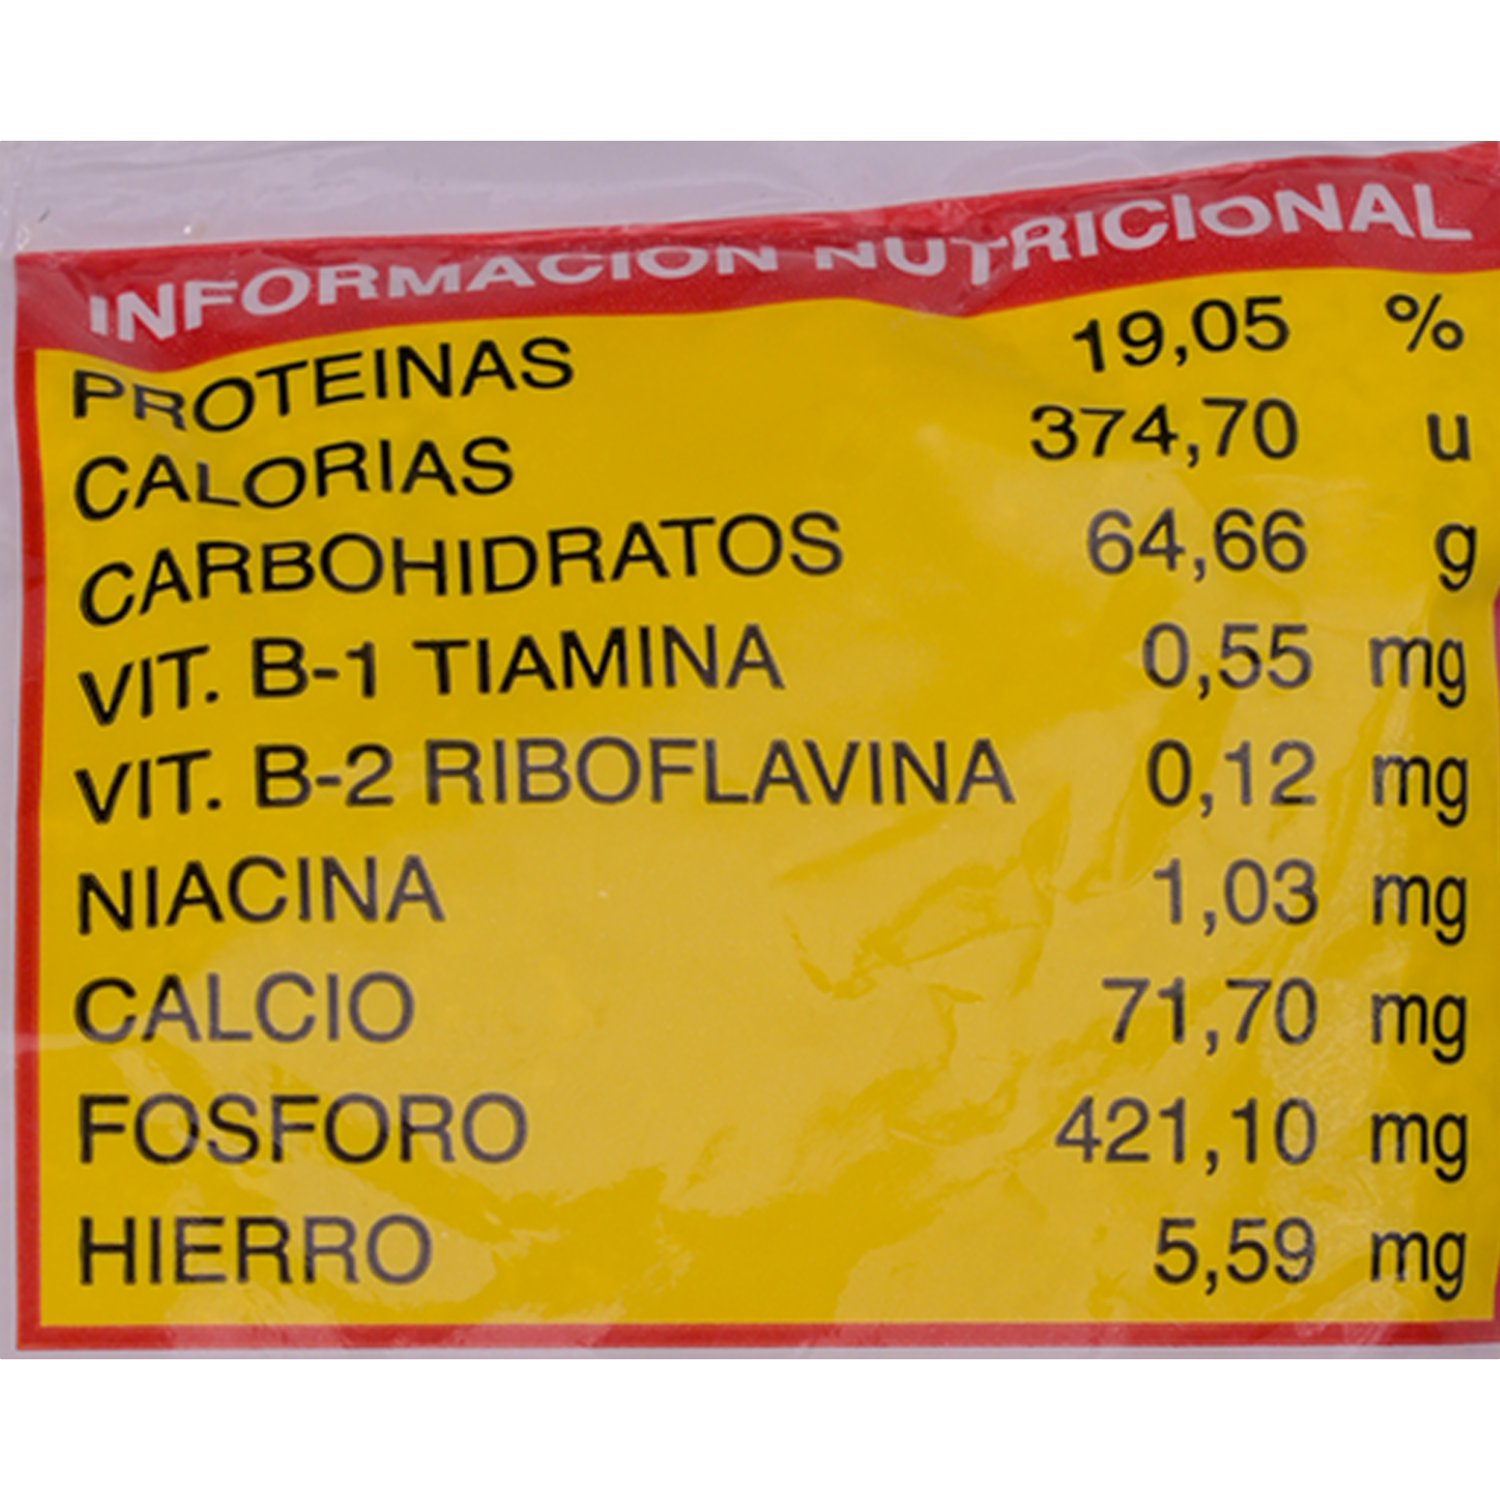 INFORMACION NUTRICIONAL
PROTEINAS 19,05 %
CALORIAS 374,70 u
CARBOHIDRATOS 64,66 g
VIT. B-1 TIAMINA 0,55 mg
VIT. B-2 RIBOFLAVINA 0,12 mg
NIACINA 1,03 mg
CALCIO 71,70 mg
FOSFORO 421,10 mg
HIERRO 5,59 mg